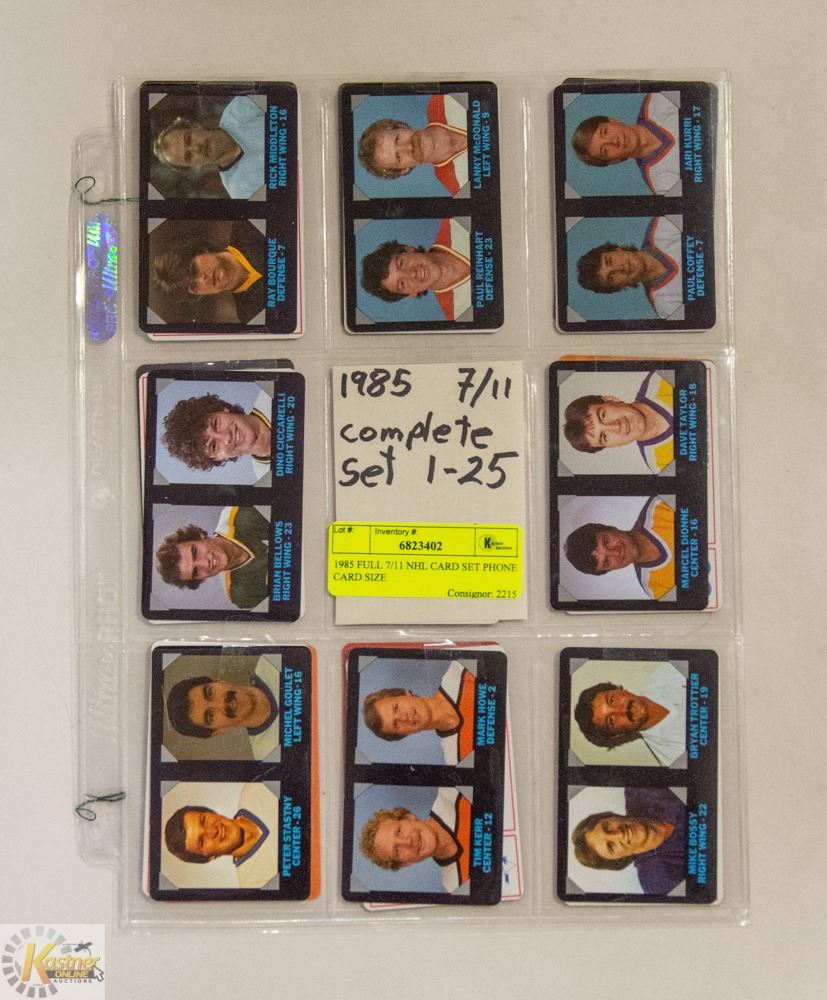 RICK MIDDLETON
RIGHT WING • 16
RAY BOURQUE
DEFENSE • 7
LANNY McDONALD
LEFT WING • 9
PAUL REINHART
DEFENSE • 23
JARI KURRI
RIGHT WING • 17
PAUL COFFEY
DEFENSE • 7
DINO CICCARELLI
RIGHT WING • 20
BRIAN BELLOWS
RIGHT WING • 23
1985 7/11
complete
set 1-25
Lot #: Inventory #:
6823402
Kastner
AUCTIONS
1985 FULL 7/11 NHL CARD SET PHONE
CARD SIZE
Consignor: 2215
DAVE TAYLOR
RIGHT WING • 18
MARCEL DIONNE
CENTER • 16
MICHEL GOULET
LEFT WING • 16
PETER STASTNY
CENTER • 26
MARK HOWE
DEFENSE • 2
TIM KERR
CENTER • 12
BRYAN TROTTIER
CENTER • 19
MIKE BOSSY
RIGHT WING • 22
Kastner
ONLINE
AUCTIONS